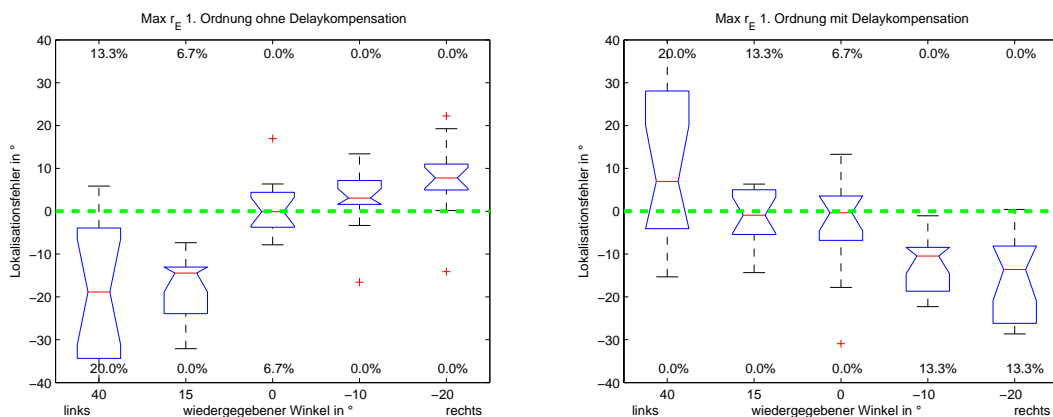 Max r_E 1. Ordnung ohne Delaykompensation
40
13.3% 6.7% 0.0% 0.0% 0.0%
30
20
10
0
−10
−20
−30
20.0% 0.0% 6.7% 0.0% 0.0%
−40
40 15 0 −10 −20
links wiedergegebener Winkel in ° rechts
Lokalisationsfehler in °
Max r_E 1. Ordnung mit Delaykompensation
40
20.0% 13.3% 6.7% 0.0% 0.0%
30
20
10
0
−10
−20
−30
0.0% 0.0% 0.0% 13.3% 13.3%
−40
40 15 0 −10 −20
links wiedergegebener Winkel in ° rechts
Lokalisationsfehler in °